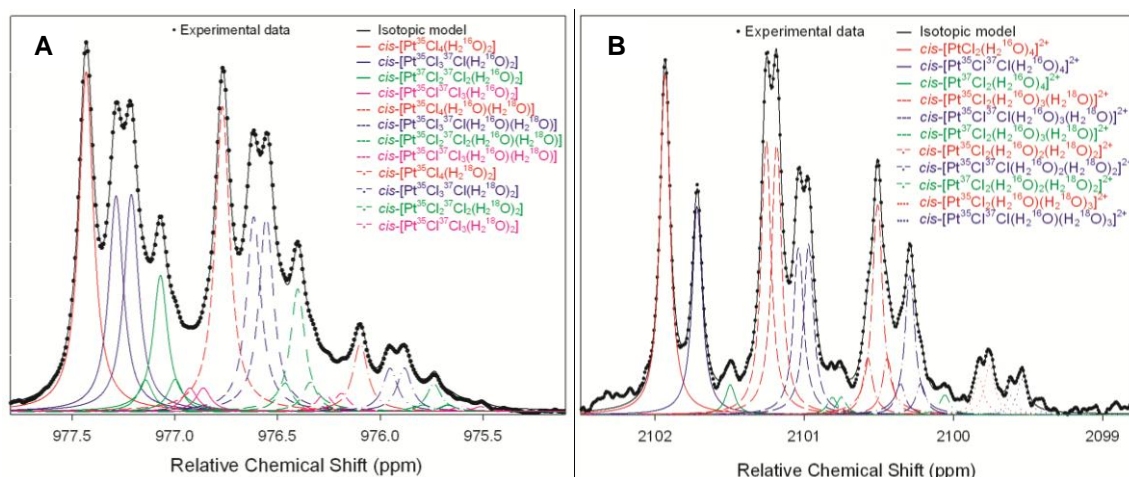 A
• Experimental data
Isotopic model
cis-[Pt³⁵Cl₄(H₂¹⁶O)₂]
cis-[Pt³⁵Cl₃³⁷Cl(H₂¹⁶O)₂]
cis-[Pt³⁵Cl₂³⁷Cl₂(H₂¹⁶O)₂]
cis-[Pt³⁵Cl³⁷Cl₃(H₂¹⁶O)₂]
cis-[Pt³⁵Cl₄(H₂¹⁶O)(H₂¹⁸O)]
cis-[Pt³⁵Cl₃³⁷Cl(H₂¹⁶O)(H₂¹⁸O)]
cis-[Pt³⁵Cl₂³⁷Cl₂(H₂¹⁶O)(H₂¹⁸O)]
cis-[Pt³⁵Cl³⁷Cl₃(H₂¹⁶O)(H₂¹⁸O)]
cis-[Pt³⁵Cl₄(H₂¹⁸O)₂]
cis-[Pt³⁵Cl₃³⁷Cl(H₂¹⁸O)₂]
cis-[Pt³⁵Cl₂³⁷Cl₂(H₂¹⁸O)₂]
cis-[Pt³⁵Cl³⁷Cl₃(H₂¹⁸O)₂]
977.5 977.0 976.5 976.0 975.5
Relative Chemical Shift (ppm)
B
• Experimental data
Isotopic model
cis-[PtCl₂(H₂¹⁶O)₄]²⁺
cis-[Pt³⁵Cl³⁷Cl(H₂¹⁶O)₄]²⁺
cis-[Pt³⁷Cl₂(H₂¹⁶O)₄]²⁺
cis-[Pt³⁵Cl₂(H₂¹⁶O)₃(H₂¹⁸O)]²⁺
cis-[Pt³⁵Cl³⁷Cl(H₂¹⁶O)₃(H₂¹⁸O)]²⁺
cis-[Pt³⁷Cl₂(H₂¹⁶O)₃(H₂¹⁸O)]²⁺
cis-[Pt³⁵Cl₂(H₂¹⁶O)₂(H₂¹⁸O)₂]²⁺
cis-[Pt³⁵Cl³⁷Cl(H₂¹⁶O)₂(H₂¹⁸O)₂]²⁺
cis-[Pt³⁷Cl₂(H₂¹⁶O)₂(H₂¹⁸O)₂]²⁺
cis-[Pt³⁵Cl₂(H₂¹⁶O)(H₂¹⁸O)₃]²⁺
cis-[Pt³⁵Cl³⁷Cl(H₂¹⁶O)(H₂¹⁸O)₃]²⁺
2102 2101 2100 2099
Relative Chemical Shift (ppm)